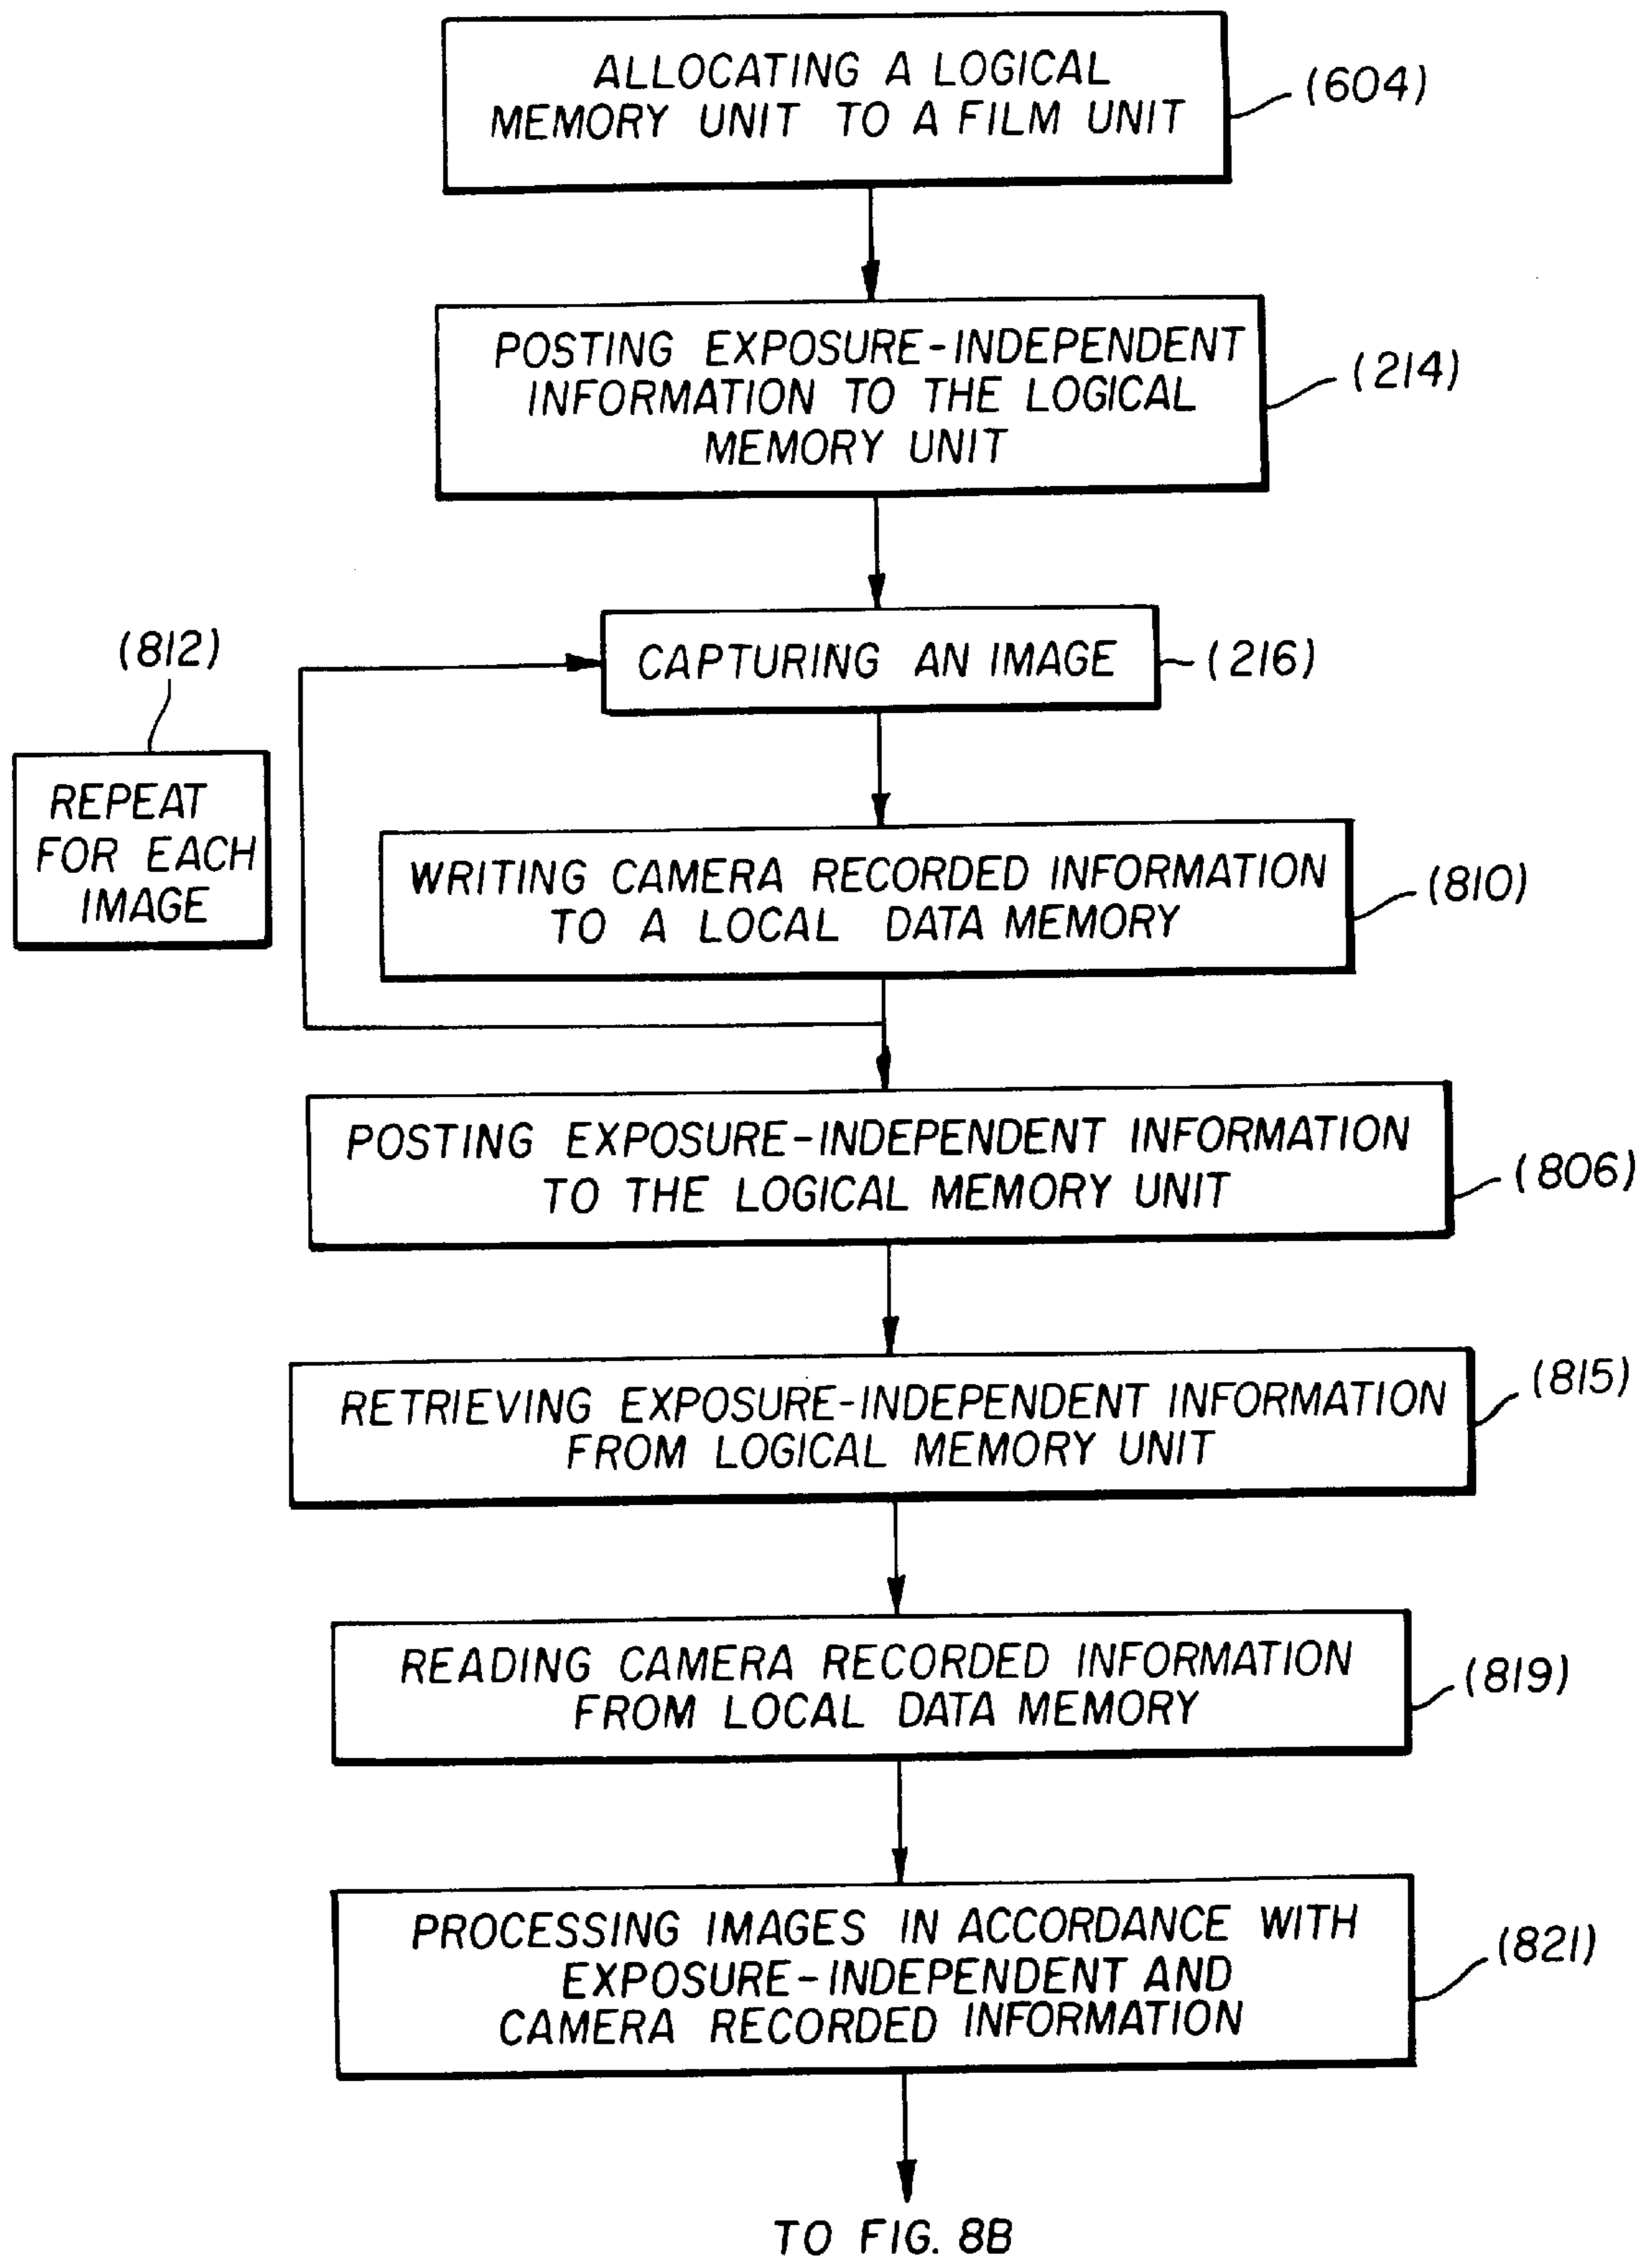 ALLOCATING A LOGICAL
MEMORY UNIT TO A FILM UNIT
(604)
POSTING EXPOSURE-INDEPENDENT
INFORMATION TO THE LOGICAL
MEMORY UNIT
(214)
CAPTURING AN IMAGE
(216)
(812)
REPEAT
FOR EACH
IMAGE
WRITING CAMERA RECORDED INFORMATION
TO A LOCAL DATA MEMORY
(810)
POSTING EXPOSURE-INDEPENDENT INFORMATION
TO THE LOGICAL MEMORY UNIT
(806)
RETRIEVING EXPOSURE-INDEPENDENT INFORMATION
FROM LOGICAL MEMORY UNIT
(815)
READING CAMERA RECORDED INFORMATION
FROM LOCAL DATA MEMORY
(819)
PROCESSING IMAGES IN ACCORDANCE WITH
EXPOSURE-INDEPENDENT AND
CAMERA RECORDED INFORMATION
(821)
TO FIG. 8B